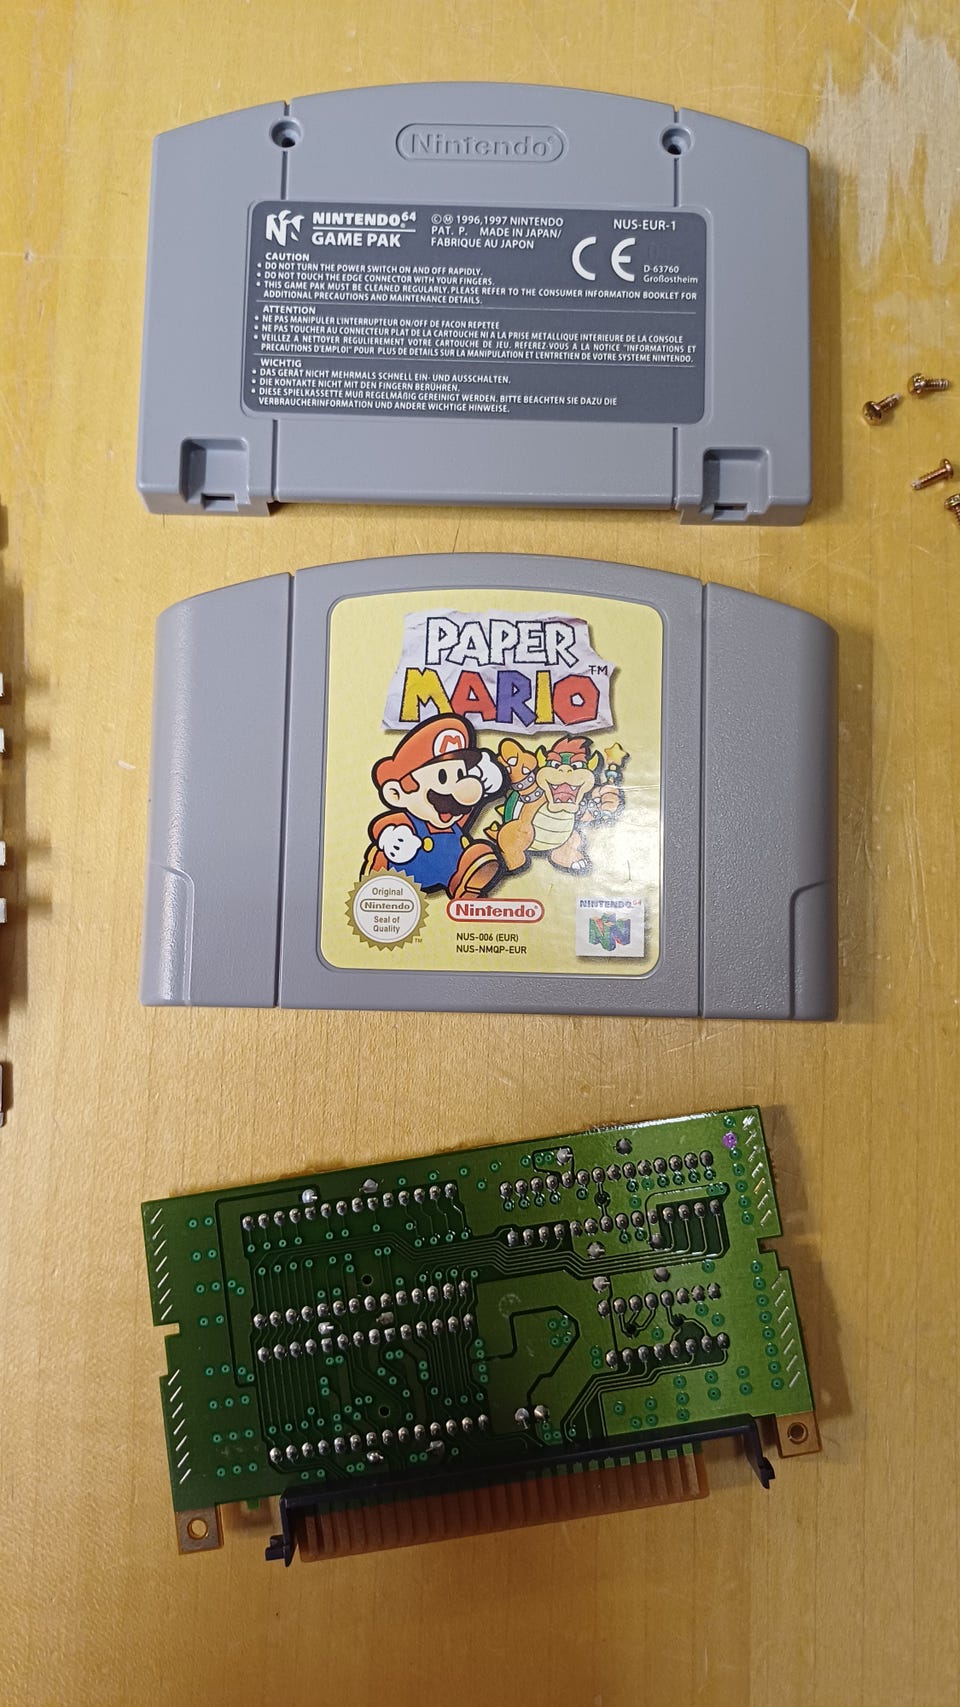 Nintendo®
NINTENDO⁶⁴
GAME PAK
©Ⓜ 1996,1997 NINTENDO
PAT. P. MADE IN JAPAN/
FABRIQUE AU JAPON
NUS-EUR-1
CE
D-63760
Großostheim
CAUTION
• DO NOT TURN THE POWER SWITCH ON AND OFF RAPIDLY.
• DO NOT TOUCH THE EDGE CONNECTOR WITH YOUR FINGERS.
• THIS GAME PAK MUST BE CLEANED REGULARLY. PLEASE REFER TO THE CONSUMER INFORMATION BOOKLET FOR
ADDITIONAL PRECAUTIONS AND MAINTENANCE DETAILS.
ATTENTION
• NE PAS MANIPULER L'INTERRUPTEUR ON/OFF DE FACON REPETEE
• NE PAS TOUCHER AU CONNECTEUR PLAT DE LA CARTOUCHE NI A LA PRISE METALLIQUE INTERIEURE DE LA CONSOLE
• VEILLEZ A NETTOYER REGULIEREMENT VOTRE CARTOUCHE DE JEU. REFEREZ-VOUS A LA NOTICE "INFORMATIONS ET
PRECAUTIONS D'EMPLOI" POUR PLUS DE DETAILS SUR LA MANIPULATION ET L'ENTRETIEN DE VOTRE SYSTEME NINTENDO.
WICHTIG
• DAS GERÄT NICHT MEHRMALS SCHNELL EIN- UND AUSSCHALTEN.
• DIE KONTAKTE NICHT MIT DEN FINGERN BERÜHREN.
• DIESE SPIELKASSETTE MUß REGELMÄßIG GEREINIGT WERDEN. BITTE BEACHTEN SIE DAZU DIE
VERBRAUCHERINFORMATION UND ANDERE WICHTIGE HINWEISE.
PAPER
MARIO™
M
Original
Nintendo
Seal of
Quality
™
Nintendo®
NUS-006 (EUR)
NUS-NMQP-EUR
NINTENDO⁶⁴